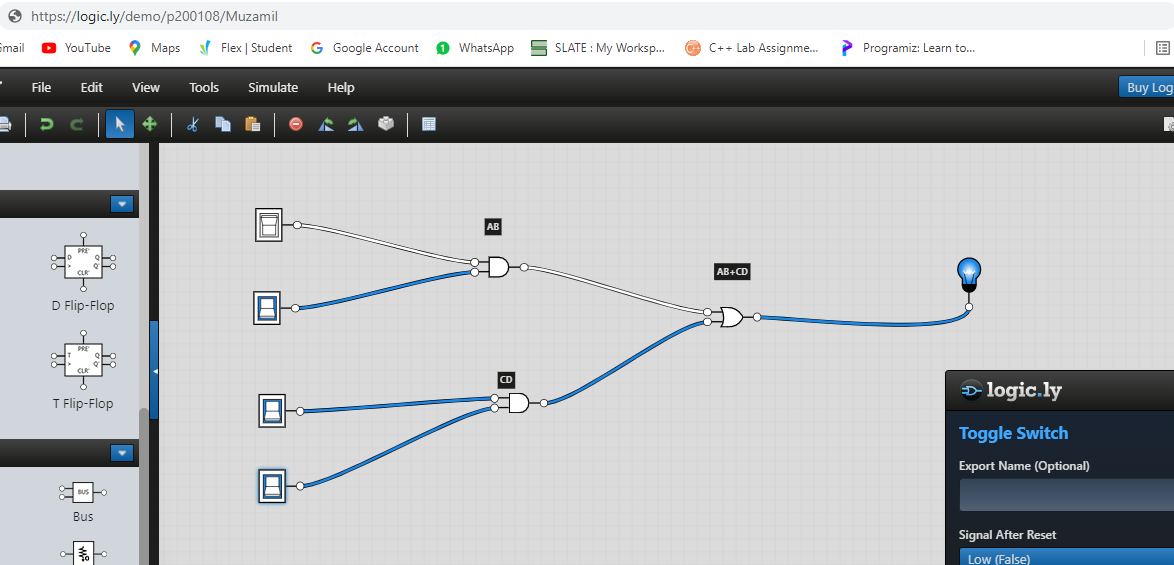 https://logic.ly/demo/p200108/Muzamil
Gmail YouTube Maps Flex | Student Google Account WhatsApp SLATE : My Worksp... C++ Lab Assignme... Programiz: Learn to...
File Edit View Tools Simulate Help Buy Log
PRE'
D Q
> Q'
CLR'
D Flip-Flop
PRE'
T Q
> Q'
CLR'
T Flip-Flop
BUS
Bus
AB
AB+CD
CD
logic.ly
Toggle Switch
Export Name (Optional)
Signal After Reset
Low (False)